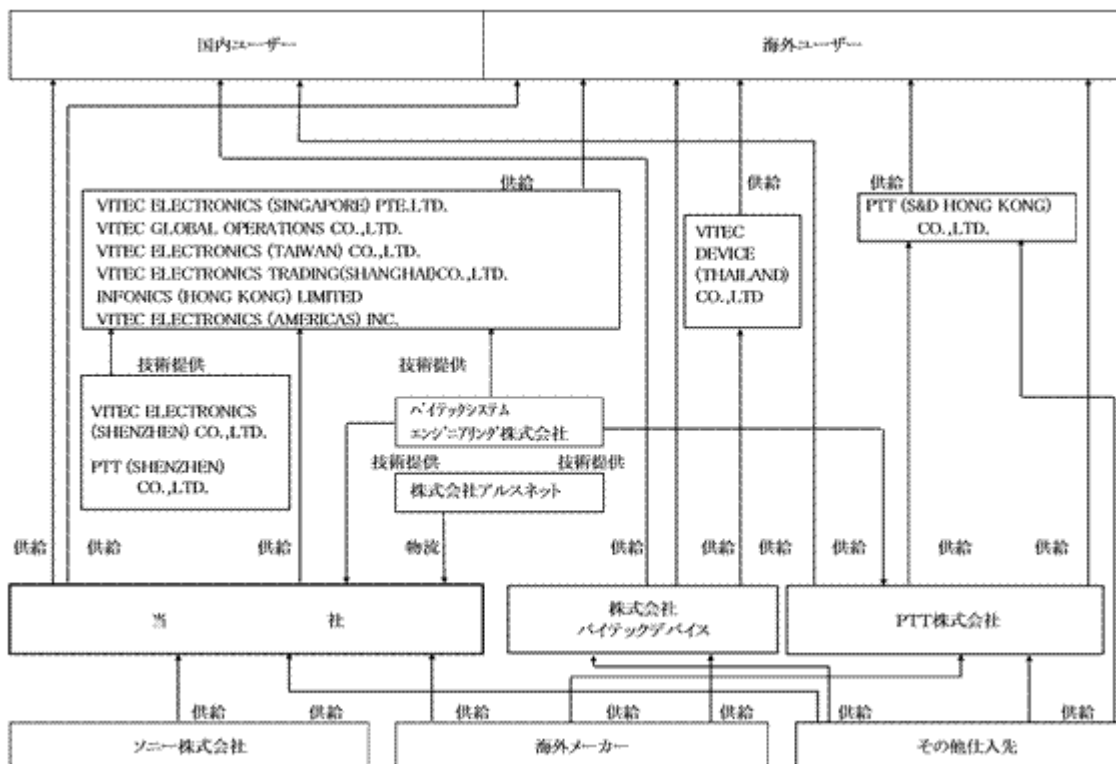 国内ユーザー
海外ユーザー
供給
供給
供給
VITEC ELECTRONICS (SINGAPORE) PTE.LTD.
VITEC GLOBAL OPERATIONS CO.,LTD.
VITEC ELECTRONICS (TAIWAN) CO.,LTD.
VITEC ELECTRONICS TRADING(SHANGHAI)CO.,LTD.
INFONICS (HONG KONG) LIMITED
VITEC ELECTRONICS (AMERICAS) INC.
VITEC
DEVICE
(THAILAND)
CO.,LTD
PTT (S&D HONG KONG)
CO.,LTD.
技術提供
技術提供
VITEC ELECTRONICS
(SHENZHEN) CO.,LTD.
PTT (SHENZHEN)
CO.,LTD.
バイテックシステム
エンジニアリング株式会社
技術提供
技術提供
株式会社アルスネット
供給
供給
供給
物流
供給
供給
供給
供給
供給
供給
当 社
株式会社
バイテックデバイス
PTT株式会社
供給
供給
供給
供給
供給
供給
供給
供給
ソニー株式会社
海外メーカー
その他仕入先